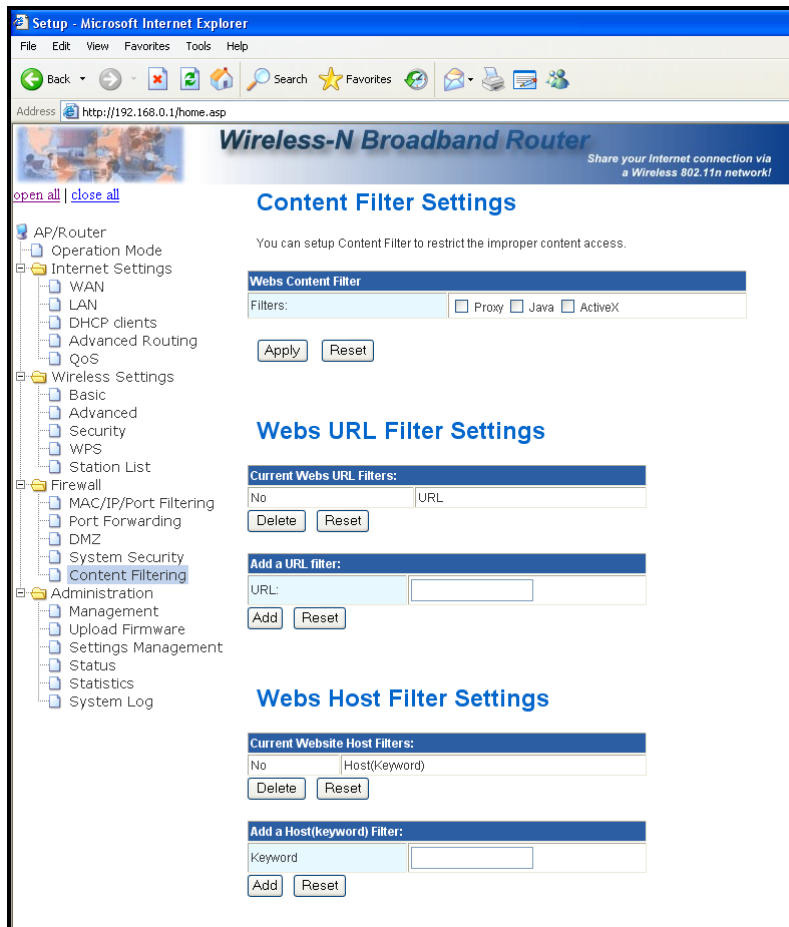 Setup - Microsoft Internet Explorer
File Edit View Favorites Tools Help
Back Search Favorites
Address http://192.168.0.1/home.asp
Wireless-N Broadband Router
Share your Internet connection via
a Wireless 802.11n network!
open all | close all
AP/Router
Operation Mode
Internet Settings
WAN
LAN
DHCP clients
Advanced Routing
QoS
Wireless Settings
Basic
Advanced
Security
WPS
Station List
Firewall
MAC/IP/Port Filtering
Port Forwarding
DMZ
System Security
Content Filtering
Administration
Management
Upload Firmware
Settings Management
Status
Statistics
System Log
Content Filter Settings
You can setup Content Filter to restrict the improper content access.
Webs Content Filter
Filters: Proxy Java ActiveX
Apply Reset
Webs URL Filter Settings
Current Webs URL Filters:
No URL
Delete Reset
Add a URL filter:
URL:
Add Reset
Webs Host Filter Settings
Current Website Host Filters:
No Host(Keyword)
Delete Reset
Add a Host(keyword) Filter:
Keyword
Add Reset